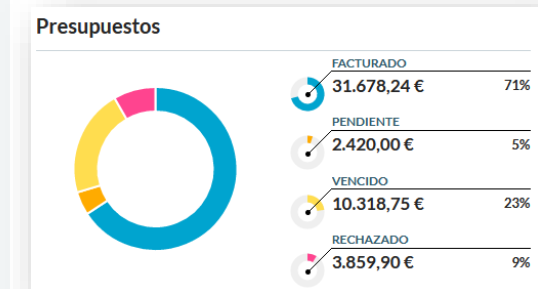 Presupuestos
FACTURADO
31.678,24 € 71%
PENDIENTE
2.420,00 € 5%
VENCIDO
10.318,75 € 23%
RECHAZADO
3.859,90 € 9%